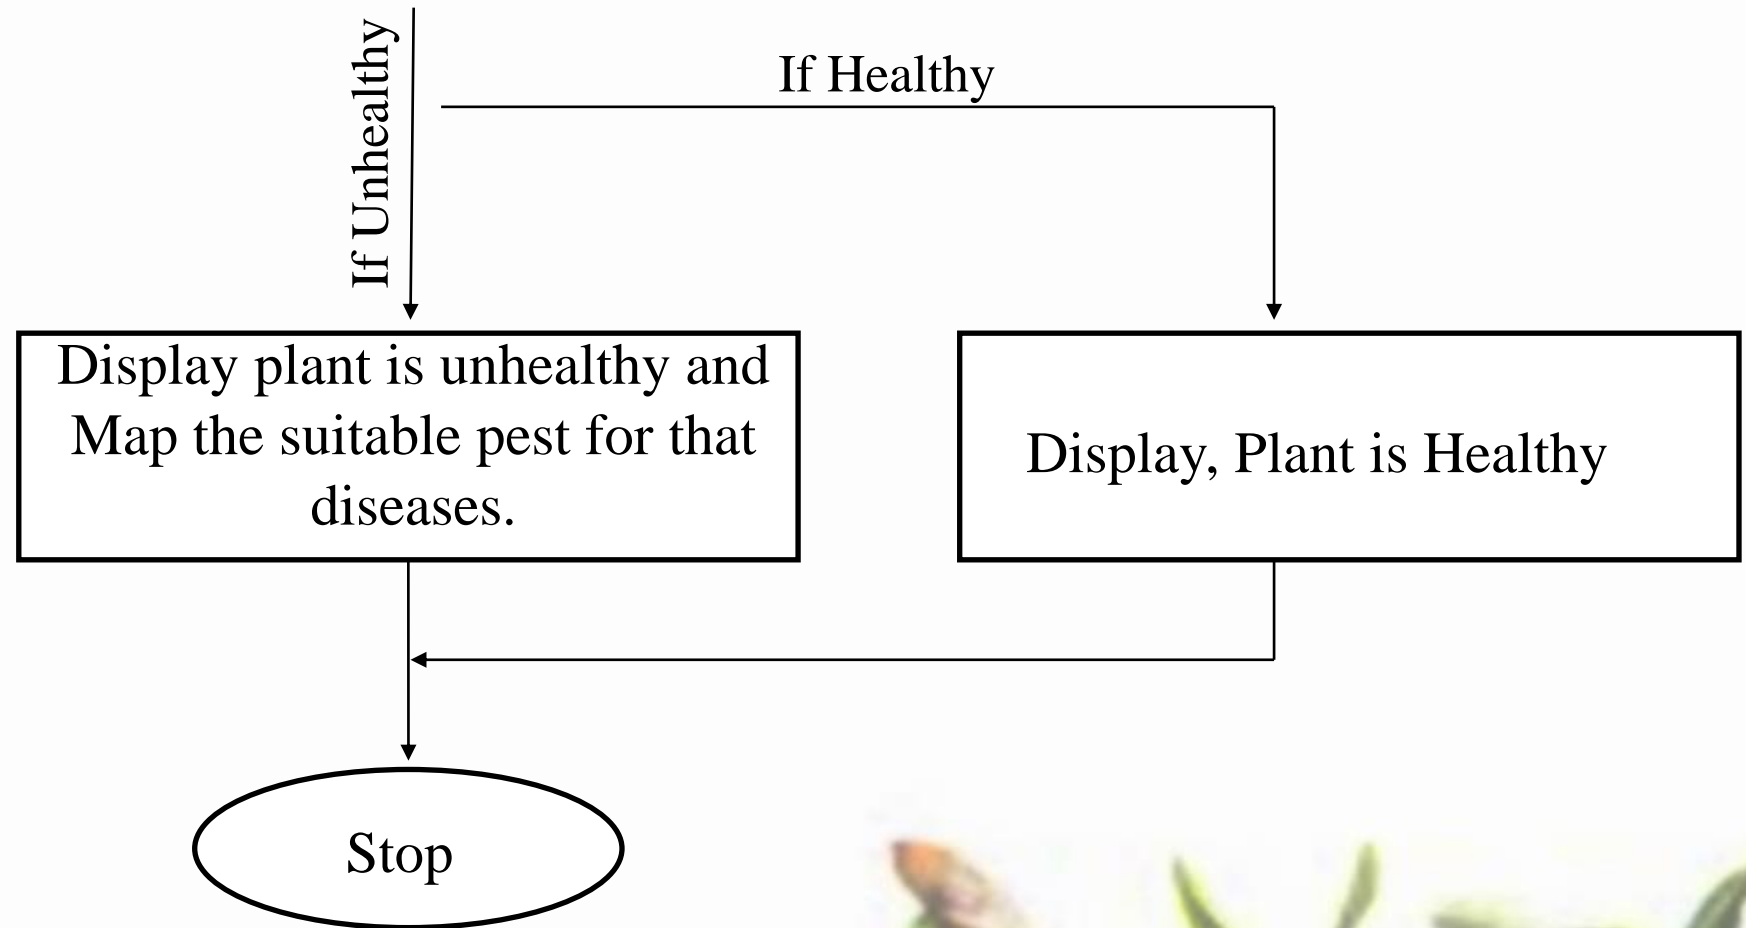 If Unhealthy
If Healthy
Display plant is unhealthy and
Map the suitable pest for that
diseases.
Display, Plant is Healthy
Stop